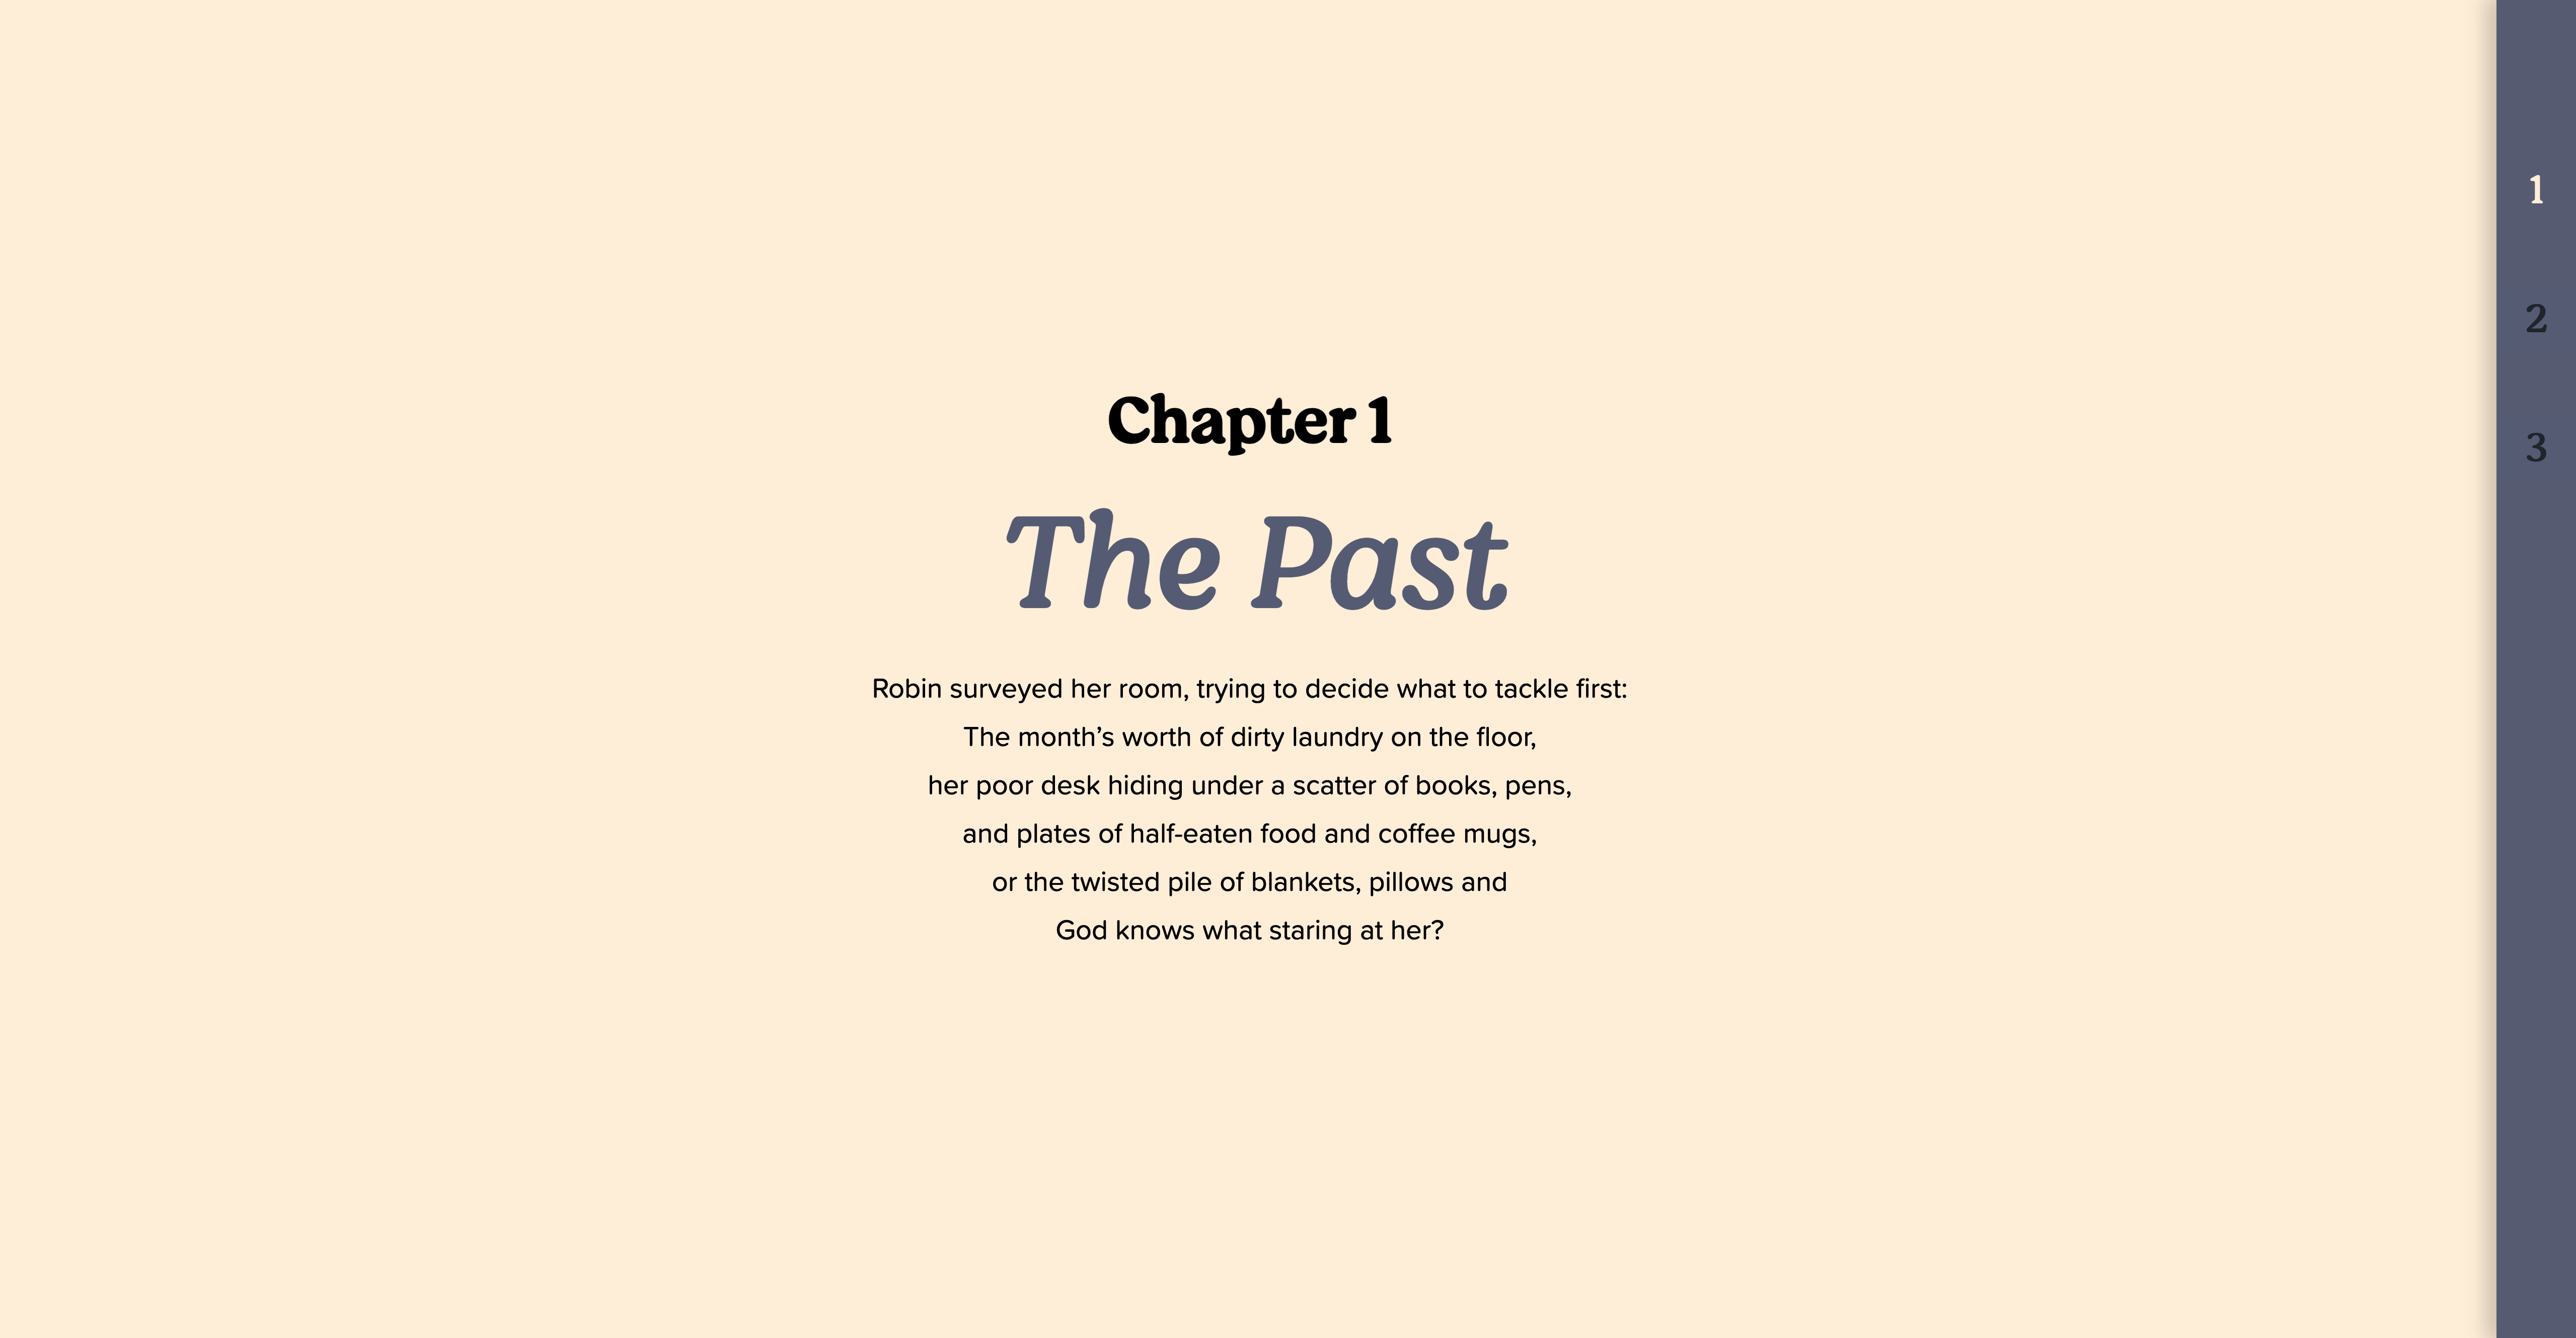 Chapter 1
The Past
Robin surveyed her room, trying to decide what to tackle first:
The month’s worth of dirty laundry on the floor,
her poor desk hiding under a scatter of books, pens,
and plates of half-eaten food and coffee mugs,
or the twisted pile of blankets, pillows and
God knows what staring at her?
1
2
3